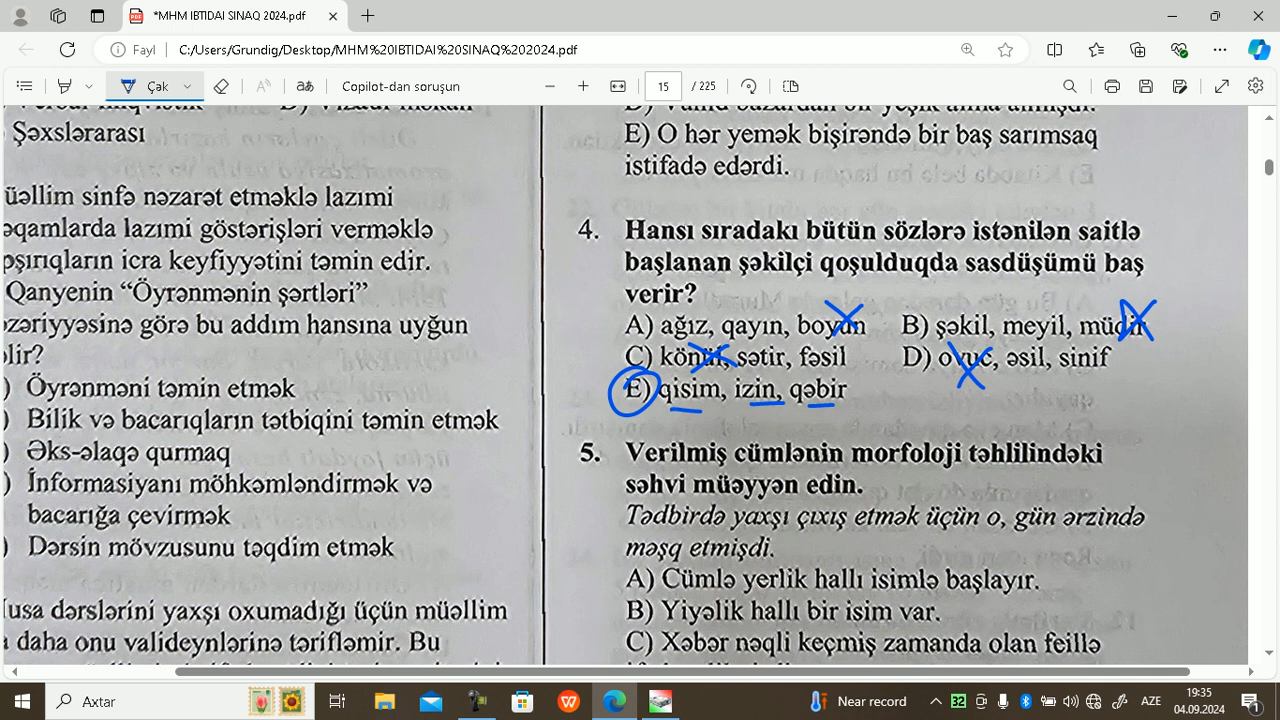 *MHM IBTIDAI SINAQ 2024.pdf
Fayl C:/Users/Grundig/Desktop/MHM%20IBTIDAI%20SINAQ%202024.pdf
Çak Copilot-dan soruşun 15 / 225
Şəxslərarası
üəllim sinfə nəzarət etməklə lazımi
əqamlarda lazımi göstərişləri verməklə
pşırıqların icra keyfiyyətini təmin edir.
Qanyenin “Öyrənmənin şərtləri”
əzəriyyəsinə görə bu addım hansına uyğun
lir?
) Öyrənməni təmin etmək
) Bilik və bacarıqların tətbiqini təmin etmək
) Əks-əlaqə qurmaq
) İnformasiyanı möhkəmləndirmək və
bacarığa çevirmək
) Dərsin mövzusunu təqdim etmək
usa dərslərini yaxşı oxumadığı üçün müəllim
a daha onu valideynlərinə tərifləmir. Bu
E) O hər yemək bişirəndə bir baş sarımsaq
istifadə edərdi.
4. Hansı sıradakı bütün sözlərə istənilən saitlə
başlanan şəkilçi qoşulduqda səsdüşümü baş
verir?
A) ağız, qayın, boyun B) şəkil, meyil, müdir
C) könül, sətir, fəsil D) ovuc, əsil, sinif
E) qisim, izin, qəbir
5. Verilmiş cümlənin morfoloji təhlilindəki
səhvi müəyyən edin.
Tədbirdə yaxşı çıxış etmək üçün o, gün ərzində
məşq etmişdi.
A) Cümlə yerlik hallı isimlə başlayır.
B) Yiyəlik hallı bir isim var.
C) Xəbər nəqli keçmiş zamanda olan feillə
Axtar Near record 32 AZE 19:35
04.09.2024